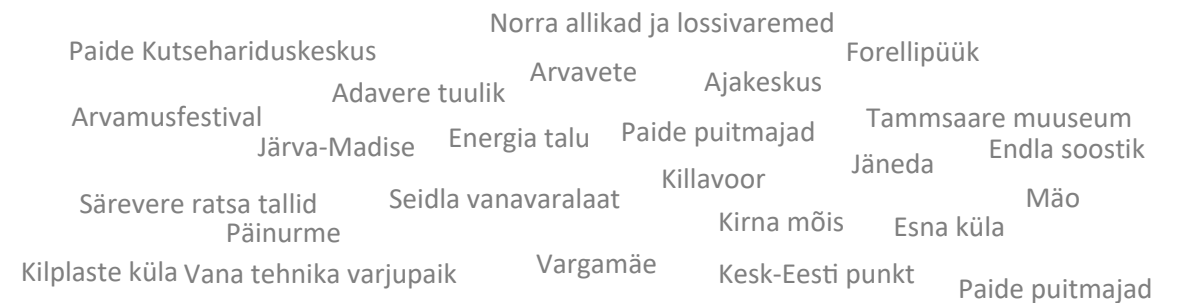 Norra allikad ja lossivaremed
Paide Kutsehariduskeskus
Forellipüük
Arvavete
Ajakeskus
Adavere tuulik
Arvamusfestival
Tammsaare muuseum
Järva-Madise
Energia talu
Paide puitmajad
Endla soostik
Jäneda
Killavoor
Särevere ratsa tallid
Seidla vanavaralaat
Mäo
Kirna mõis
Esna küla
Päinurme
Kilplaste küla
Vana tehnika varjupaik
Vargamäe
Kesk-Eesti punkt
Paide puitmajad